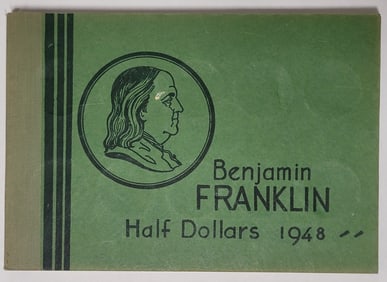 Benjamin
FRANKLIN
Half Dollars 1948 --